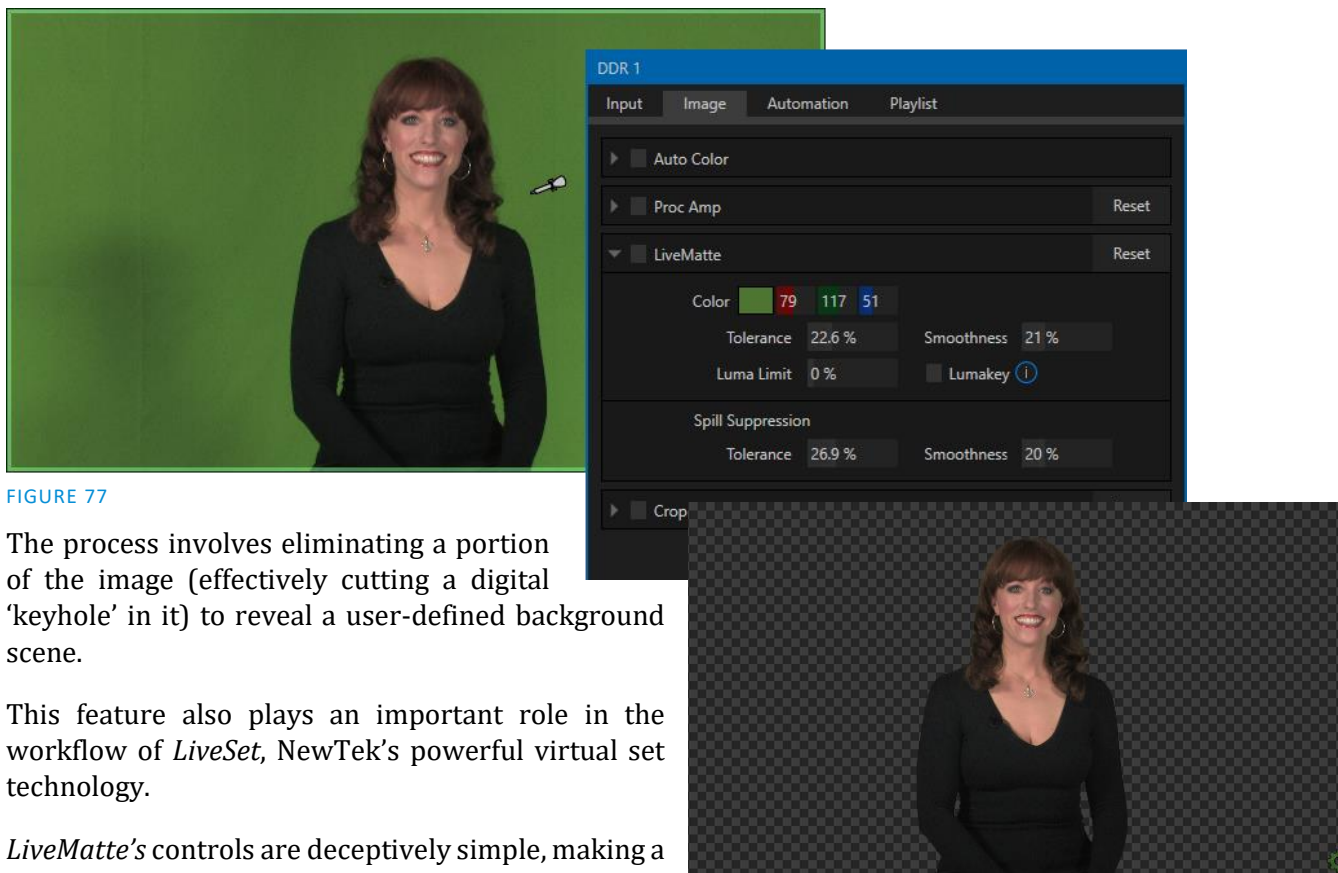 DDR 1
Input Image Automation Playlist
Auto Color
Proc Amp Reset
LiveMatte Reset
Color 79 117 51
Tolerance 22.6 % Smoothness 21 %
Luma Limit 0 % Lumakey i
Spill Suppression
Tolerance 26.9 % Smoothness 20 %
Crop
FIGURE 77
The process involves eliminating a portion
of the image (effectively cutting a digital
‘keyhole’ in it) to reveal a user-defined background
scene.
This feature also plays an important role in the
workflow of LiveSet, NewTek’s powerful virtual set
technology.
LiveMatte’s controls are deceptively simple, making a